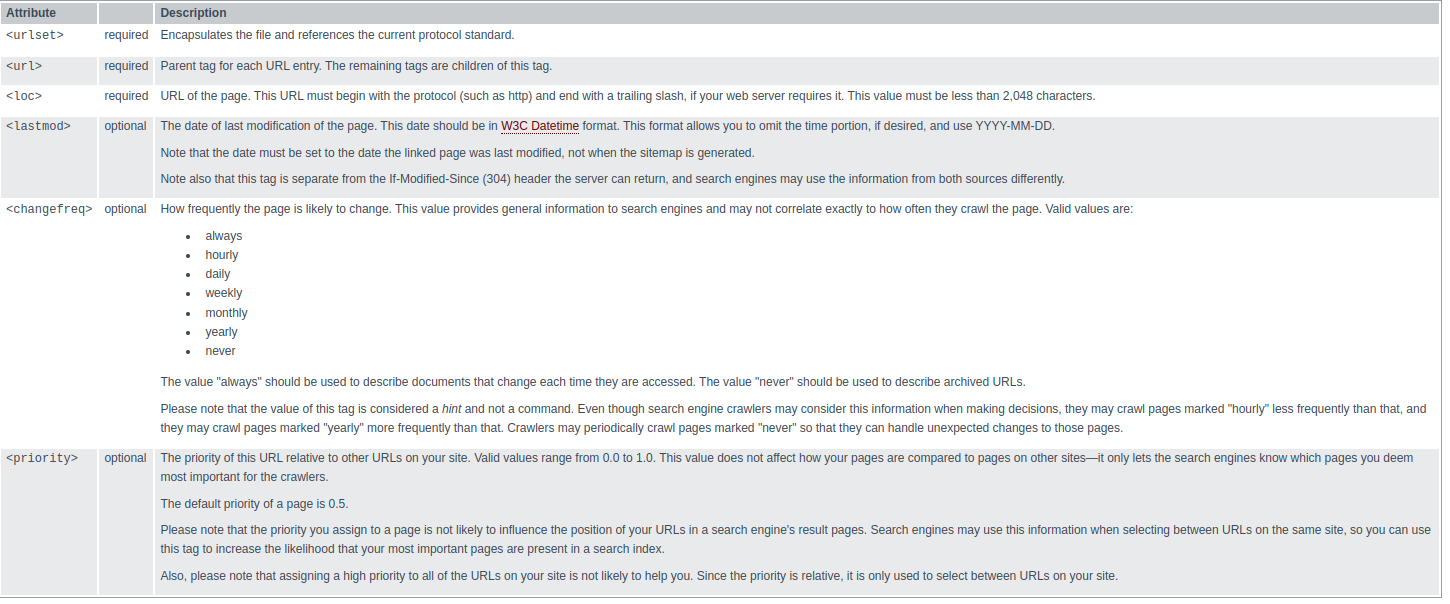 Attribute Description
<urlset> required Encapsulates the file and references the current protocol standard.
<url> required Parent tag for each URL entry. The remaining tags are children of this tag.
<loc> required URL of the page. This URL must begin with the protocol (such as http) and end with a trailing slash, if your web server requires it. This value must be less than 2,048 characters.
<lastmod> optional The date of last modification of the page. This date should be in W3C Datetime format. This format allows you to omit the time portion, if desired, and use YYYY-MM-DD.
Note that the date must be set to the date the linked page was last modified, not when the sitemap is generated.
Note also that this tag is separate from the If-Modified-Since (304) header the server can return, and search engines may use the information from both sources differently.
<changefreq> optional How frequently the page is likely to change. This value provides general information to search engines and may not correlate exactly to how often they crawl the page. Valid values are:
• always
• hourly
• daily
• weekly
• monthly
• yearly
• never
The value "always" should be used to describe documents that change each time they are accessed. The value "never" should be used to describe archived URLs.
Please note that the value of this tag is considered a hint and not a command. Even though search engine crawlers may consider this information when making decisions, they may crawl pages marked "hourly" less frequently than that, and
they may crawl pages marked "yearly" more frequently than that. Crawlers may periodically crawl pages marked "never" so that they can handle unexpected changes to those pages.
<priority> optional The priority of this URL relative to other URLs on your site. Valid values range from 0.0 to 1.0. This value does not affect how your pages are compared to pages on other sites—it only lets the search engines know which pages you deem
most important for the crawlers.
The default priority of a page is 0.5.
Please note that the priority you assign to a page is not likely to influence the position of your URLs in a search engine's result pages. Search engines may use this information when selecting between URLs on the same site, so you can use
this tag to increase the likelihood that your most important pages are present in a search index.
Also, please note that assigning a high priority to all of the URLs on your site is not likely to help you. Since the priority is relative, it is only used to select between URLs on your site.